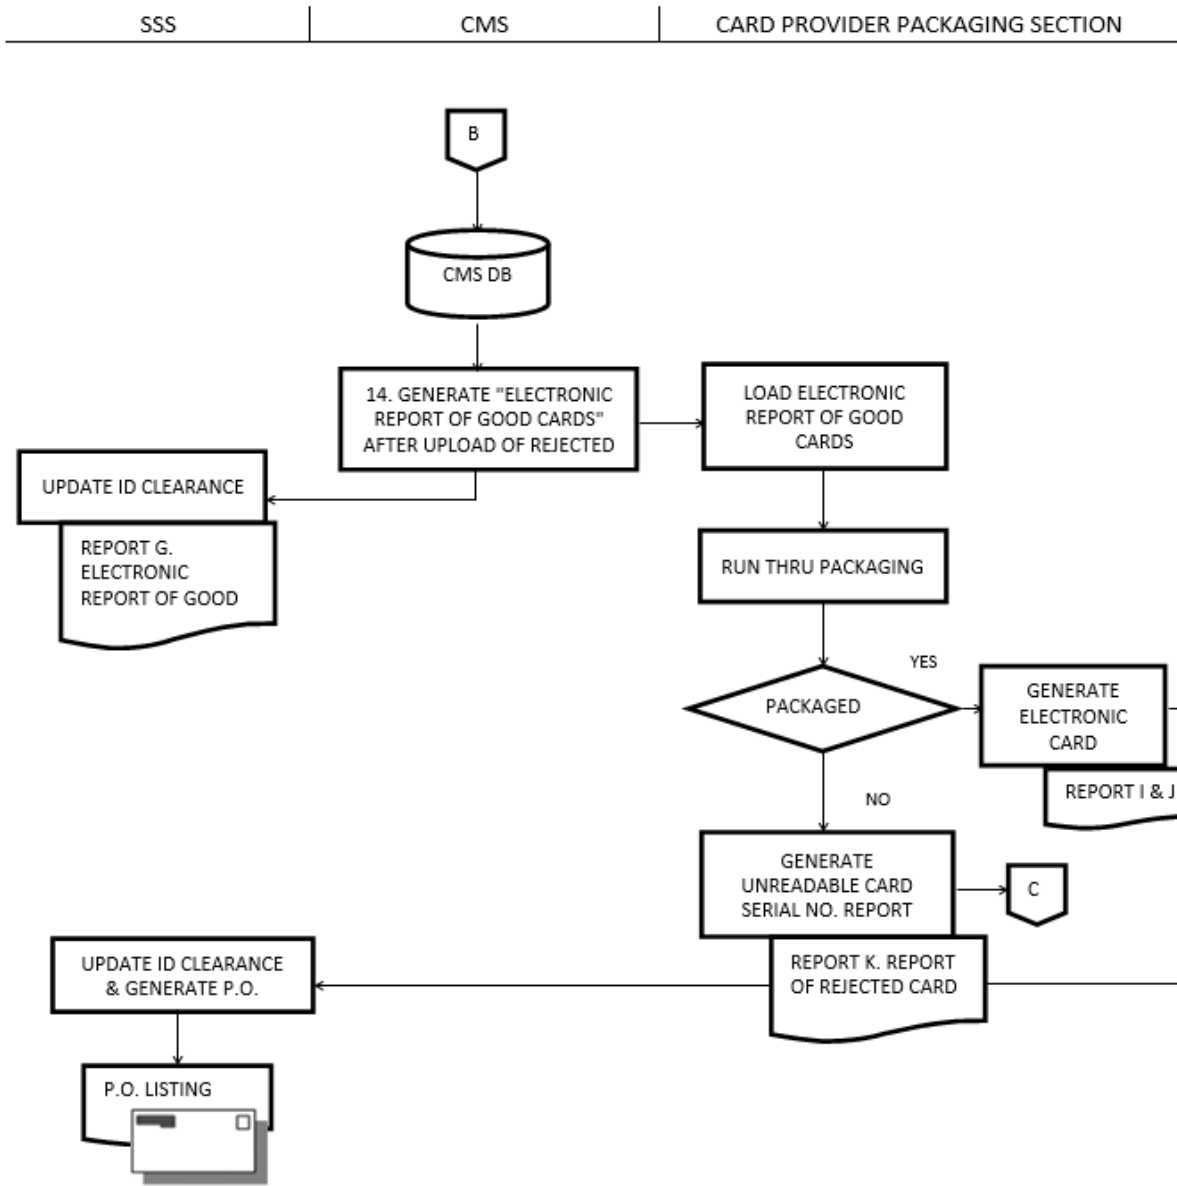 SSS
CMS
CARD PROVIDER PACKAGING SECTION
B
CMS DB
14. GENERATE "ELECTRONIC
REPORT OF GOOD CARDS"
AFTER UPLOAD OF REJECTED
LOAD ELECTRONIC
REPORT OF GOOD
CARDS
UPDATE ID CLEARANCE
REPORT G.
ELECTRONIC
REPORT OF GOOD
RUN THRU PACKAGING
YES
PACKAGED
GENERATE
ELECTRONIC
CARD
REPORT I & J
NO
GENERATE
UNREADABLE CARD
SERIAL NO. REPORT
C
UPDATE ID CLEARANCE
& GENERATE P.O.
REPORT K. REPORT
OF REJECTED CARD
P.O. LISTING